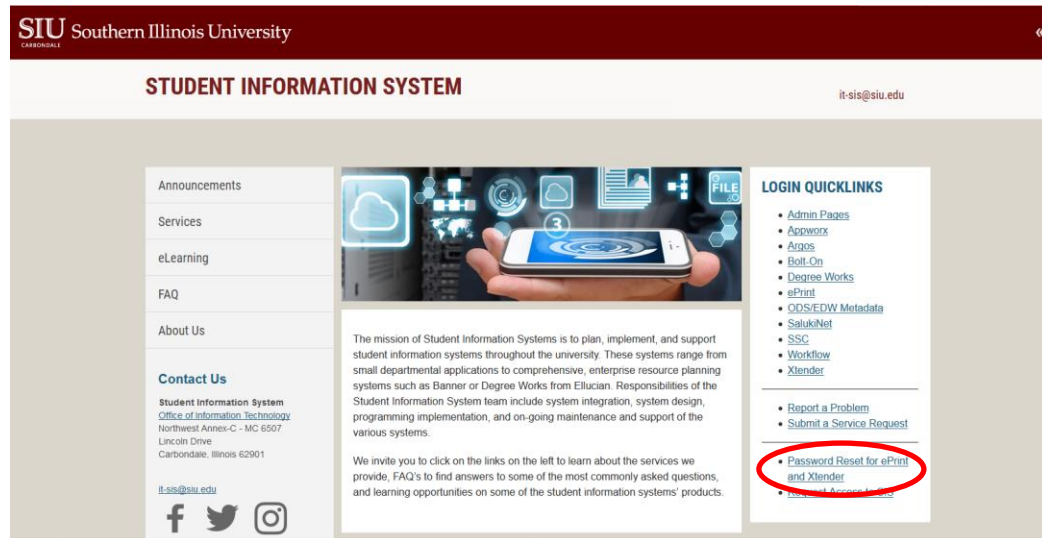 SIU Southern Illinois University
CARBONDALE
«
STUDENT INFORMATION SYSTEM
it-sis@siu.edu
Announcements
Services
eLearning
FAQ
About Us
Contact Us
Student Information System
Office of Information Technology
Northwest Annex-C - MC 6507
Lincoln Drive
Carbondale, Illinois 62901
it-sis@siu.edu
FILE
3
The mission of Student Information Systems is to plan, implement, and support
student information systems throughout the university. These systems range from
small departmental applications to comprehensive, enterprise resource planning
systems such as Banner or Degree Works from Ellucian. Responsibilities of the
Student Information System team include system integration, system design,
programming implementation, and on-going maintenance and support of the
various systems.
We invite you to click on the links on the left to learn about the services we
provide, FAQ's to find answers to some of the most commonly asked questions,
and learning opportunities on some of the student information systems' products.
LOGIN QUICKLINKS
• Admin Pages
• Appworx
• Argos
• Bolt-On
• Degree Works
• ePrint
• ODS/EDW Metadata
• SalukiNet
• SSC
• Workflow
• Xtender
• Report a Problem
• Submit a Service Request
• Password Reset for ePrint
and Xtender
• Request Access to SIS